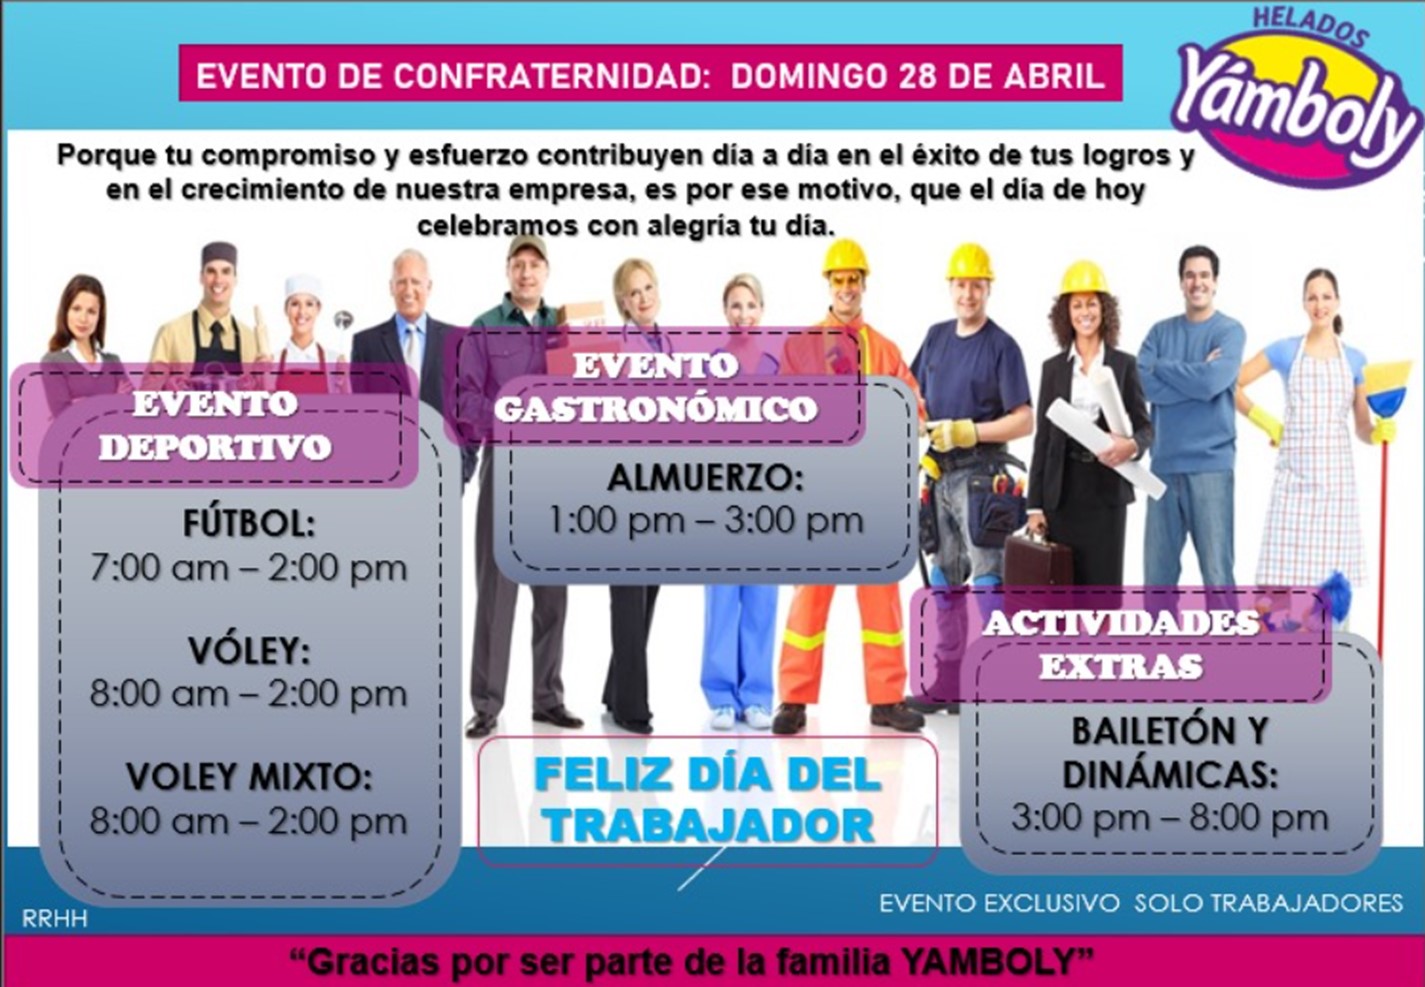 HELADOS
Yámboly
EVENTO DE CONFRATERNIDAD: DOMINGO 28 DE ABRIL
Porque tu compromiso y esfuerzo contribuyen día a día en el éxito de tus logros y
en el crecimiento de nuestra empresa, es por ese motivo, que el día de hoy
celebramos con alegría tu día.
EVENTO
DEPORTIVO
FÚTBOL:
7:00 am – 2:00 pm
VÓLEY:
8:00 am – 2:00 pm
VOLEY MIXTO:
8:00 am – 2:00 pm
EVENTO
GASTRONÓMICO
ALMUERZO:
1:00 pm – 3:00 pm
ACTIVIDADES
EXTRAS
BAILETÓN Y
DINÁMICAS:
3:00 pm – 8:00 pm
FELIZ DÍA DEL
TRABAJADOR
RRHH
EVENTO EXCLUSIVO SOLO TRABAJADORES
“Gracias por ser parte de la familia YAMBOLY”